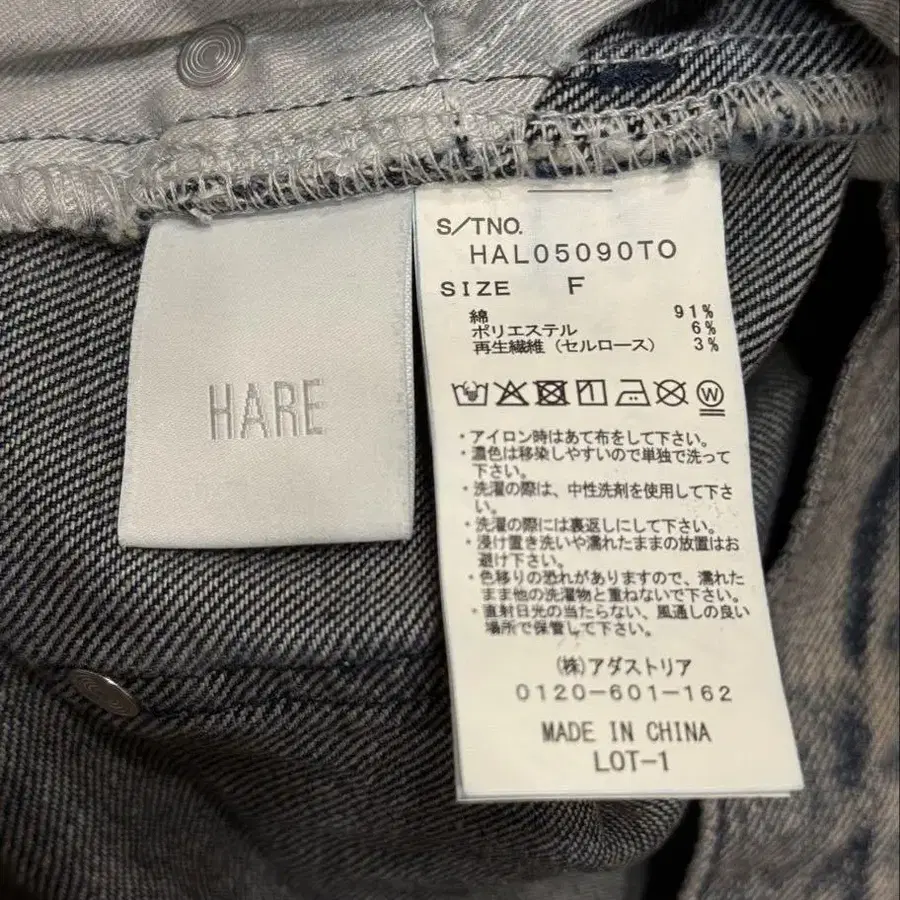 HARE
S/TNO.
HAL05090TO
SIZE F
綿 91%
ポリエステル 6%
再生繊維（セルロース） 3%
W
・アイロン時はあて布をして下さい。
・濃色は移染しやすいので単独で洗って
下さい。
・洗濯の際は、中性洗剤を使用して下さ
い。
・洗濯の際には裏返しにして下さい。
・浸け置き洗いや濡れたままの放置はお
避け下さい。
・色移りの恐れがありますので、濡れた
まま他の洗濯物と重ねないで下さい。
・直射日光の当たらない、風通しの良い
場所で保管して下さい。
（株）アダストリア
0120-601-162
MADE IN CHINA
LOT-1